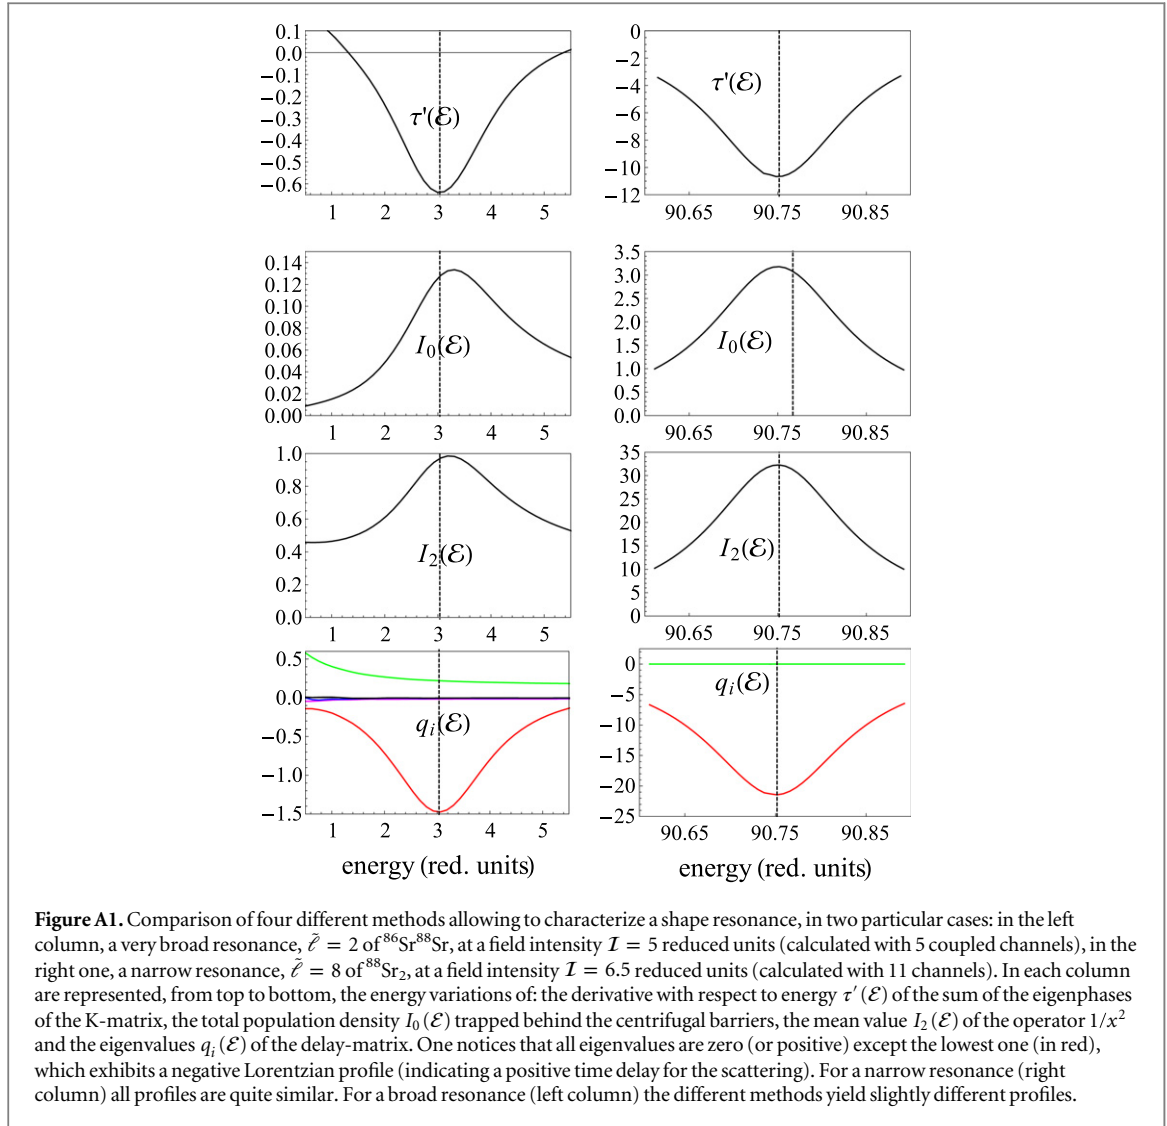 0.1
0.0
−0.1
−0.2
−0.3
−0.4
−0.5
−0.6
τ'(ℰ)
1 2 3 4 5
0
−2
−4
−6
−8
−10
−12
τ'(ℰ)
90.65 90.75 90.85
0.14
0.12
0.10
0.08
0.06
0.04
0.02
0.00
I₀(ℰ)
1 2 3 4 5
3.5
3.0
2.5
2.0
1.5
1.0
0.5
0.0
I₀(ℰ)
90.65 90.75 90.85
1.0
0.8
0.6
0.4
0.2
0.0
I₂(ℰ)
1 2 3 4 5
35
30
25
20
15
10
5
0
I₂(ℰ)
90.65 90.75 90.85
0.5
0.0
−0.5
−1.0
−1.5
qᵢ(ℰ)
1 2 3 4 5
energy (red. units)
0
−5
−10
−15
−20
−25
qᵢ(ℰ)
90.65 90.75 90.85
energy (red. units)
Figure A1. Comparison of four different methods allowing to characterize a shape resonance, in two particular cases: in the left
column, a very broad resonance, ℓ̃ = 2 of ⁸⁶Sr⁸⁸Sr, at a field intensity ℐ = 5 reduced units (calculated with 5 coupled channels), in the
right one, a narrow resonance, ℓ̃ = 8 of ⁸⁸Sr₂, at a field intensity ℐ = 6.5 reduced units (calculated with 11 channels). In each column
are represented, from top to bottom, the energy variations of: the derivative with respect to energy τ′(ℰ) of the sum of the eigenphases
of the K-matrix, the total population density I₀(ℰ) trapped behind the centrifugal barriers, the mean value I₂(ℰ) of the operator 1/x²
and the eigenvalues qᵢ(ℰ) of the delay-matrix. One notices that all eigenvalues are zero (or positive) except the lowest one (in red),
which exhibits a negative Lorentzian profile (indicating a positive time delay for the scattering). For a narrow resonance (right
column) all profiles are quite similar. For a broad resonance (left column) the different methods yield slightly different profiles.